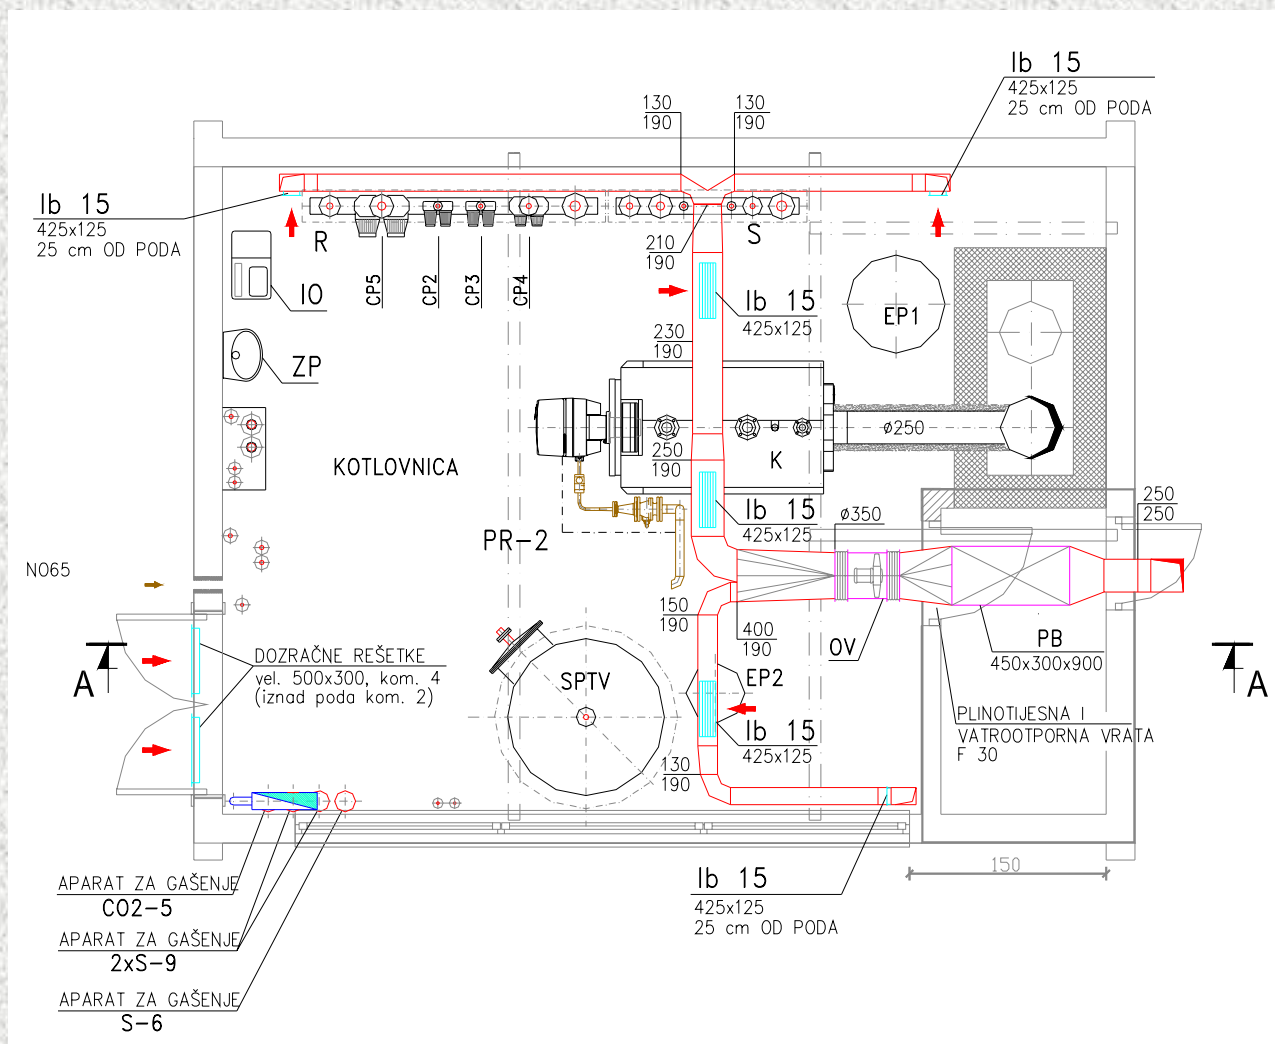 Ib 15
425x125
25 cm OD PODA
130
190
130
190
Ib 15
425x125
25 cm OD PODA
R
S
210
190
IO
CP5
CP2
CP3
CP4
Ib 15
425x125
EP1
230
190
ZP
ø250
250
190
K
KOTLOVNICA
Ib 15
425x125
ø350
250
250
PR-2
NO65
150
190
400
190
OV
PB
450x300x900
A
DOZRAČNE REŠETKE
vel. 500x300, kom. 4
(iznad poda kom. 2)
SPTV
EP2
A
PLINOTIJESNA I
VATROOTPORNA VRATA
F 30
Ib 15
425x125
130
190
150
APARAT ZA GAŠENJE
CO2-5
Ib 15
425x125
25 cm OD PODA
APARAT ZA GAŠENJE
2xS-9
APARAT ZA GAŠENJE
S-6